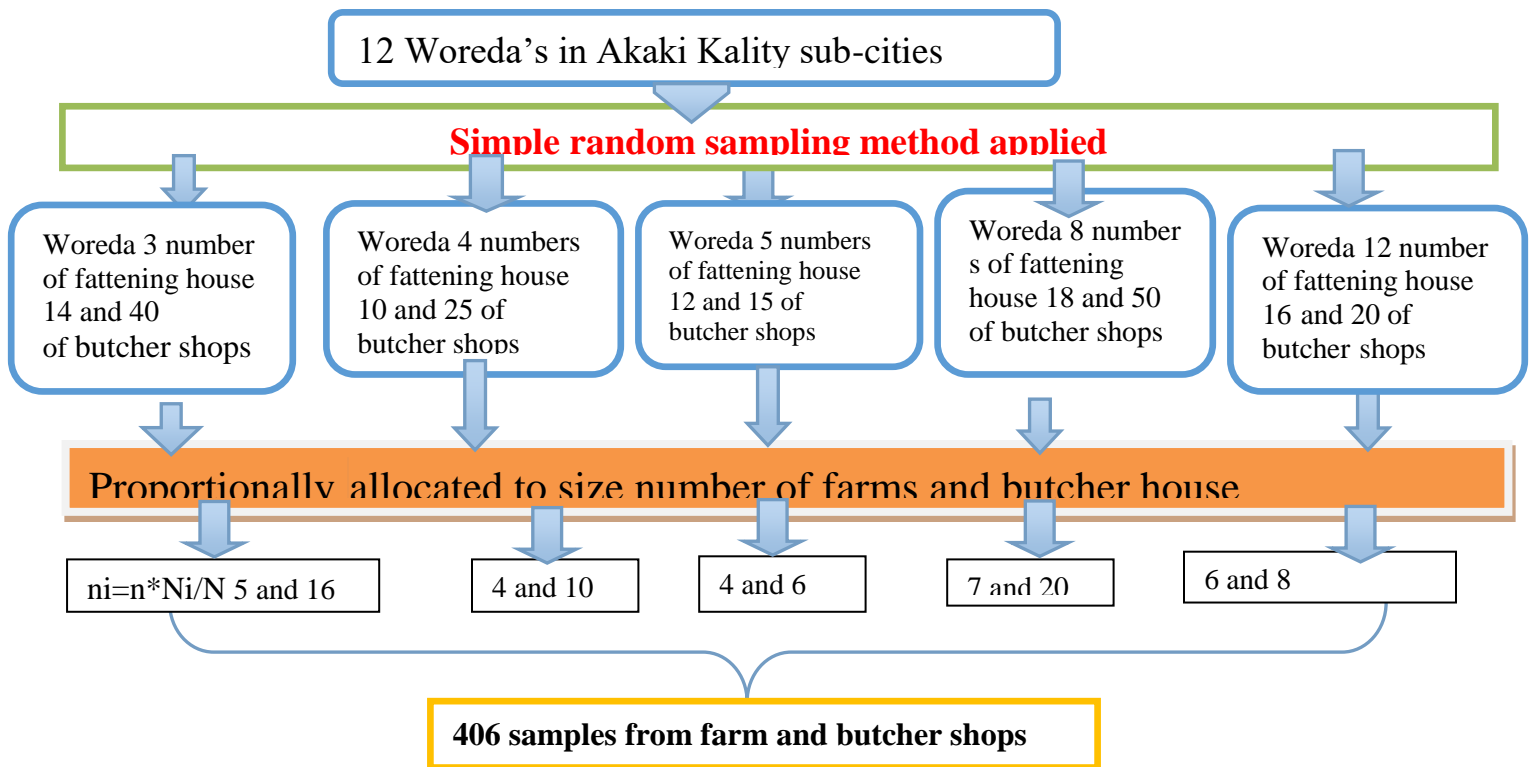 12 Woreda’s in Akaki Kality sub-cities
Simple random sampling method applied
Woreda 3 number
of fattening house
14 and 40
of butcher shops
Woreda 4 numbers
of fattening house
10 and 25 of
butcher shops
Woreda 5 numbers
of fattening house
12 and 15 of
butcher shops
Woreda 8 number
s of fattening
house 18 and 50
of butcher shops
Woreda 12 number
of fattening house
16 and 20 of
butcher shops
Proportionally allocated to size number of farms and butcher house
ni=n*Ni/N 5 and 16
4 and 10
4 and 6
7 and 20
6 and 8
406 samples from farm and butcher shops